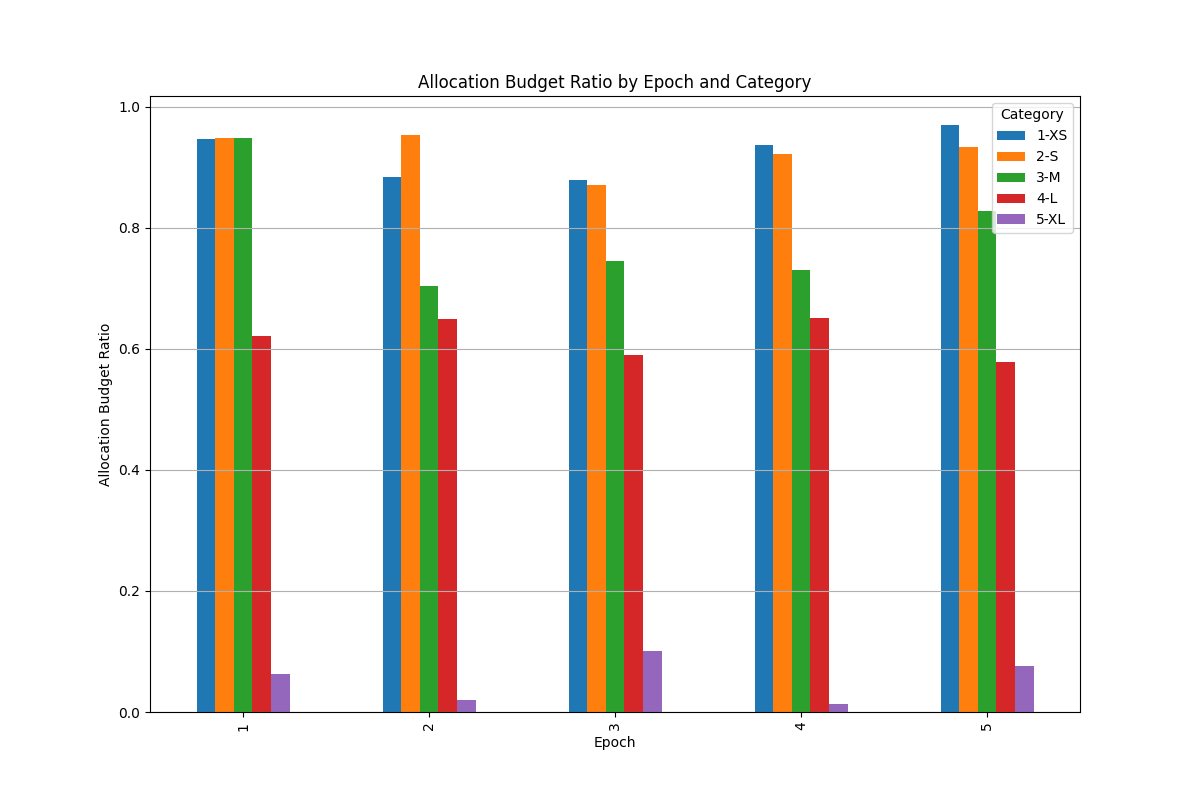 Allocation Budget Ratio by Epoch and Category
Allocation Budget Ratio
1.0
0.8
0.6
0.4
0.2
0.0
1
2
3
4
5
Epoch
Category
1-XS
2-S
3-M
4-L
5-XL